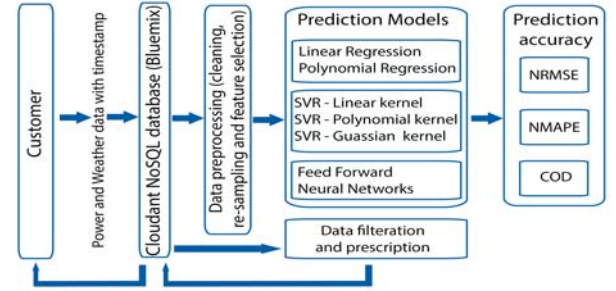 Customer
Power and Weather data with timestamp
Cloudant NoSQL database (Bluemix)
Data preprocessing (cleaning,
re-sampling and feature selection)
Prediction Models
Linear Regression
Polynomial Regression
SVR - Linear kernel
SVR - Polynomial kernel
SVR - Guassian kernel
Feed Forward
Neural Networks
Data filteration
and prescription
Prediction
accuracy
NRMSE
NMAPE
COD